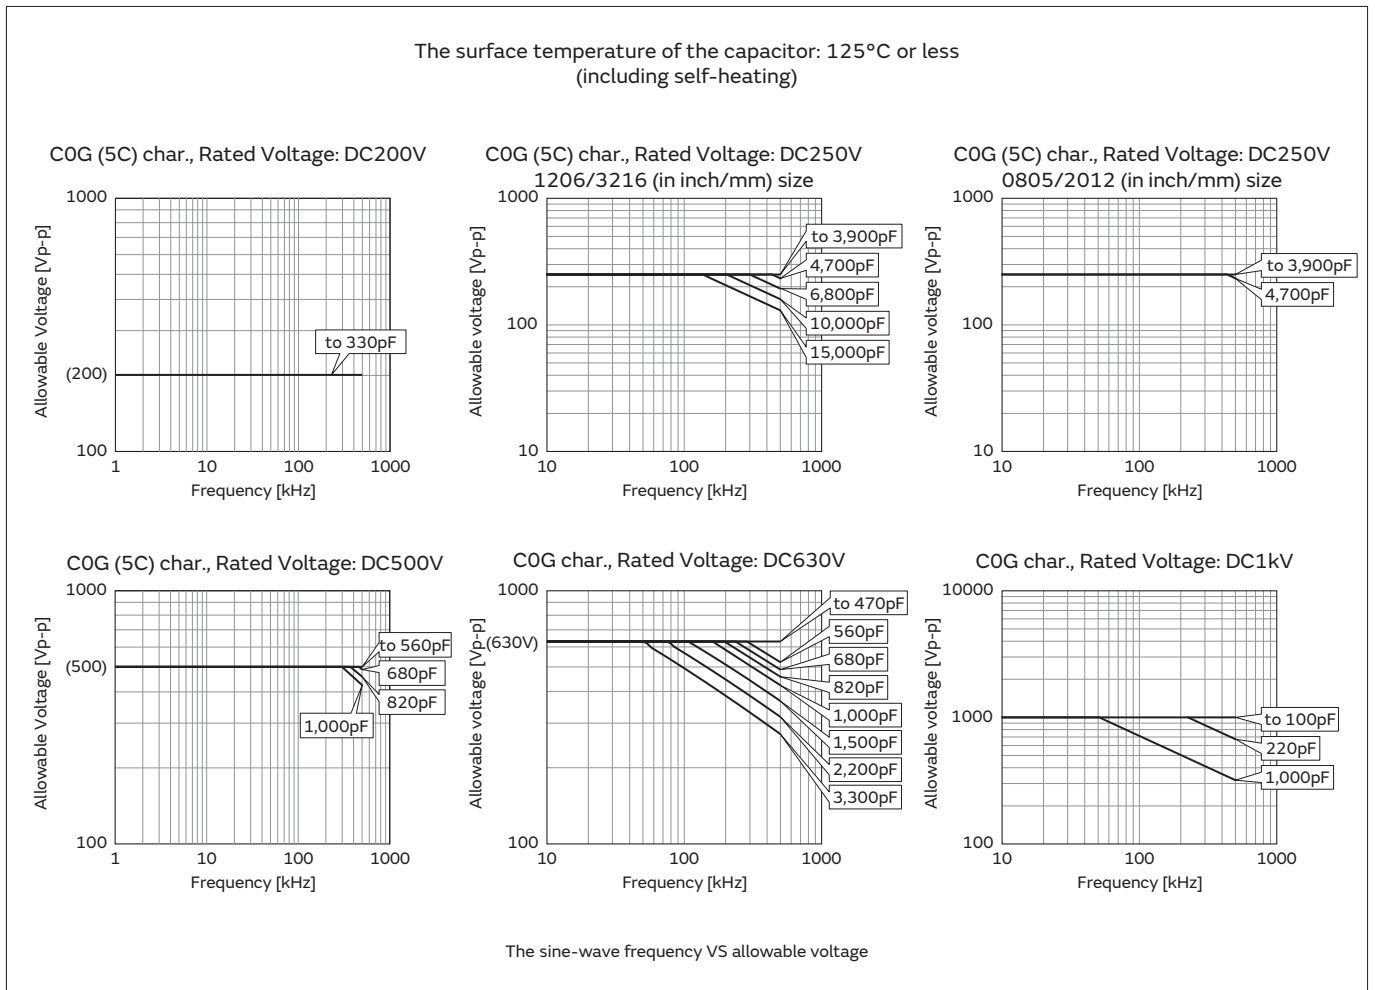 The surface temperature of the capacitor: 125°C or less
(including self-heating)
C0G (5C) char., Rated Voltage: DC200V
1000
(200)
100
Allowable Voltage [Vp-p]
to 330pF
1 10 100 1000
Frequency [kHz]
C0G (5C) char., Rated Voltage: DC250V
1206/3216 (in inch/mm) size
1000
100
10
Allowable voltage [Vp-p]
to 3,900pF
4,700pF
6,800pF
10,000pF
15,000pF
10 100 1000
Frequency [kHz]
C0G (5C) char., Rated Voltage: DC250V
0805/2012 (in inch/mm) size
1000
100
10
Allowable voltage [Vp-p]
to 3,900pF
4,700pF
10 100 1000
Frequency [kHz]
C0G (5C) char., Rated Voltage: DC500V
1000
(500)
100
Allowable Voltage [Vp-p]
to 560pF
680pF
820pF
1,000pF
1 10 100 1000
Frequency [kHz]
C0G char., Rated Voltage: DC630V
1000
(630V)
100
Allowable voltage [Vp-p]
to 470pF
560pF
680pF
820pF
1,000pF
1,500pF
2,200pF
3,300pF
10 100 1000
Frequency [kHz]
C0G char., Rated Voltage: DC1kV
10000
1000
100
Allowable voltage [Vp-p]
to 100pF
220pF
1,000pF
10 100 1000
Frequency [kHz]
The sine-wave frequency VS allowable voltage